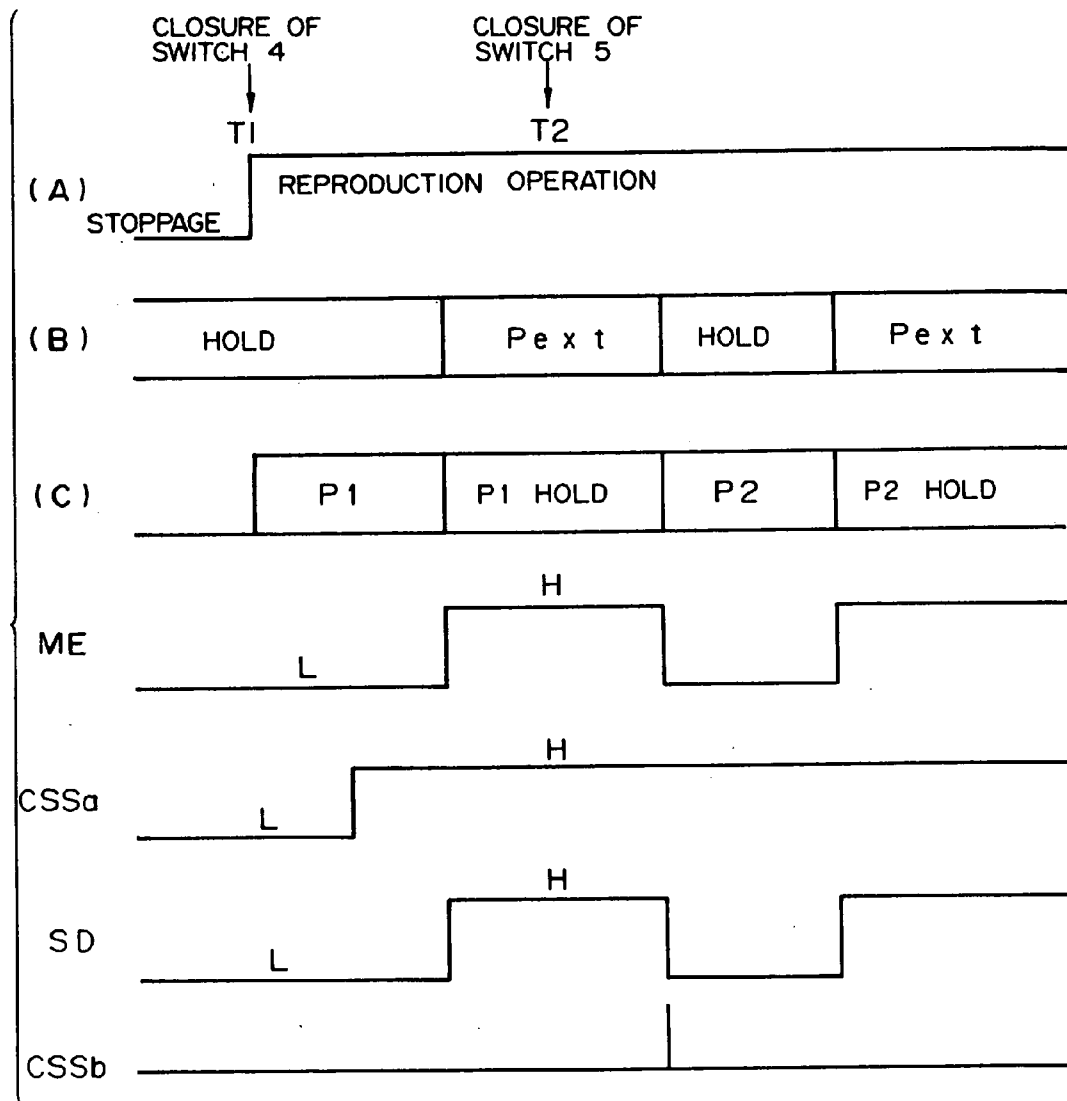 CLOSURE OF
SWITCH 4
CLOSURE OF
SWITCH 5
T1
T2
(A)
REPRODUCTION OPERATION
STOPPAGE
(B)
HOLD
Pext
HOLD
Pext
(C)
P1
P1 HOLD
P2
P2 HOLD
ME
L
H
CSSa
L
H
SD
L
H
CSSb